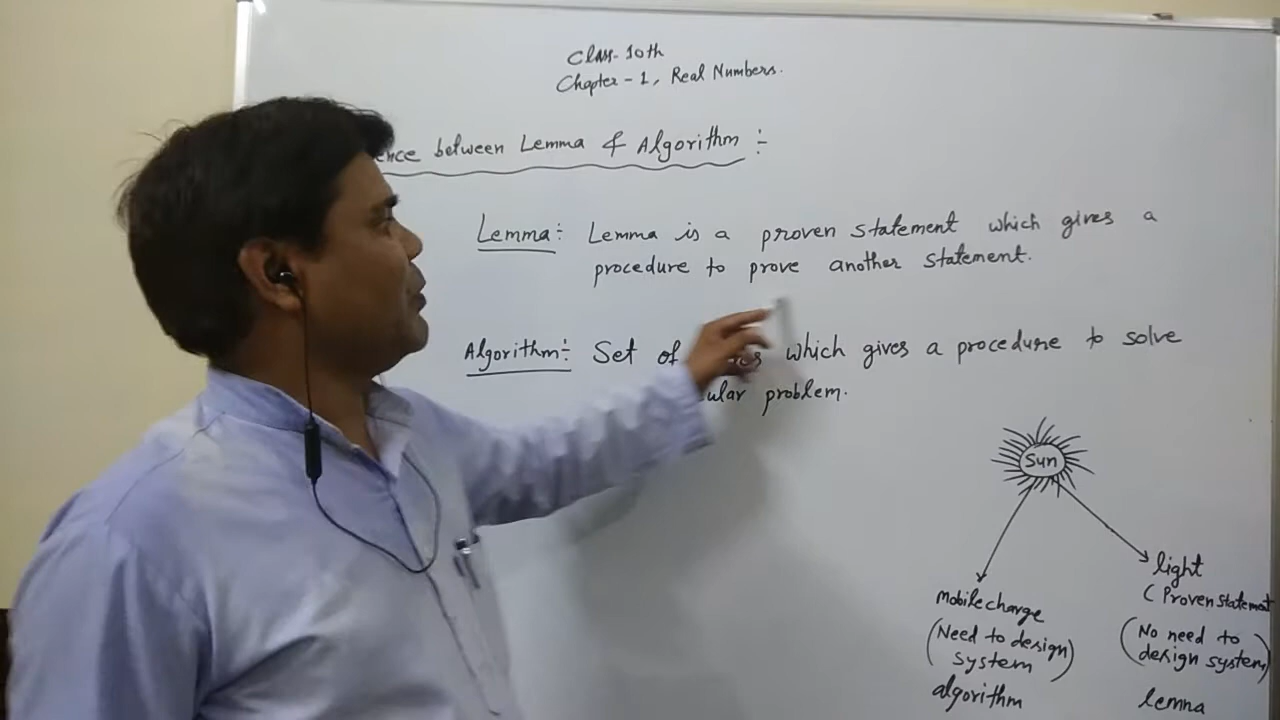 Class-10th
Chapter-1, Real Numbers.
ence between Lemma & Algorithm :-
Lemma:- Lemma is a proven statement which gives a
procedure to prove another statement.
Algorithm:- Set of which gives a procedure to solve
ular problem.
Sun
mobile charge
(Need to design
system)
algorithm
light
(Proven statement
(No need to
design system)
lemna